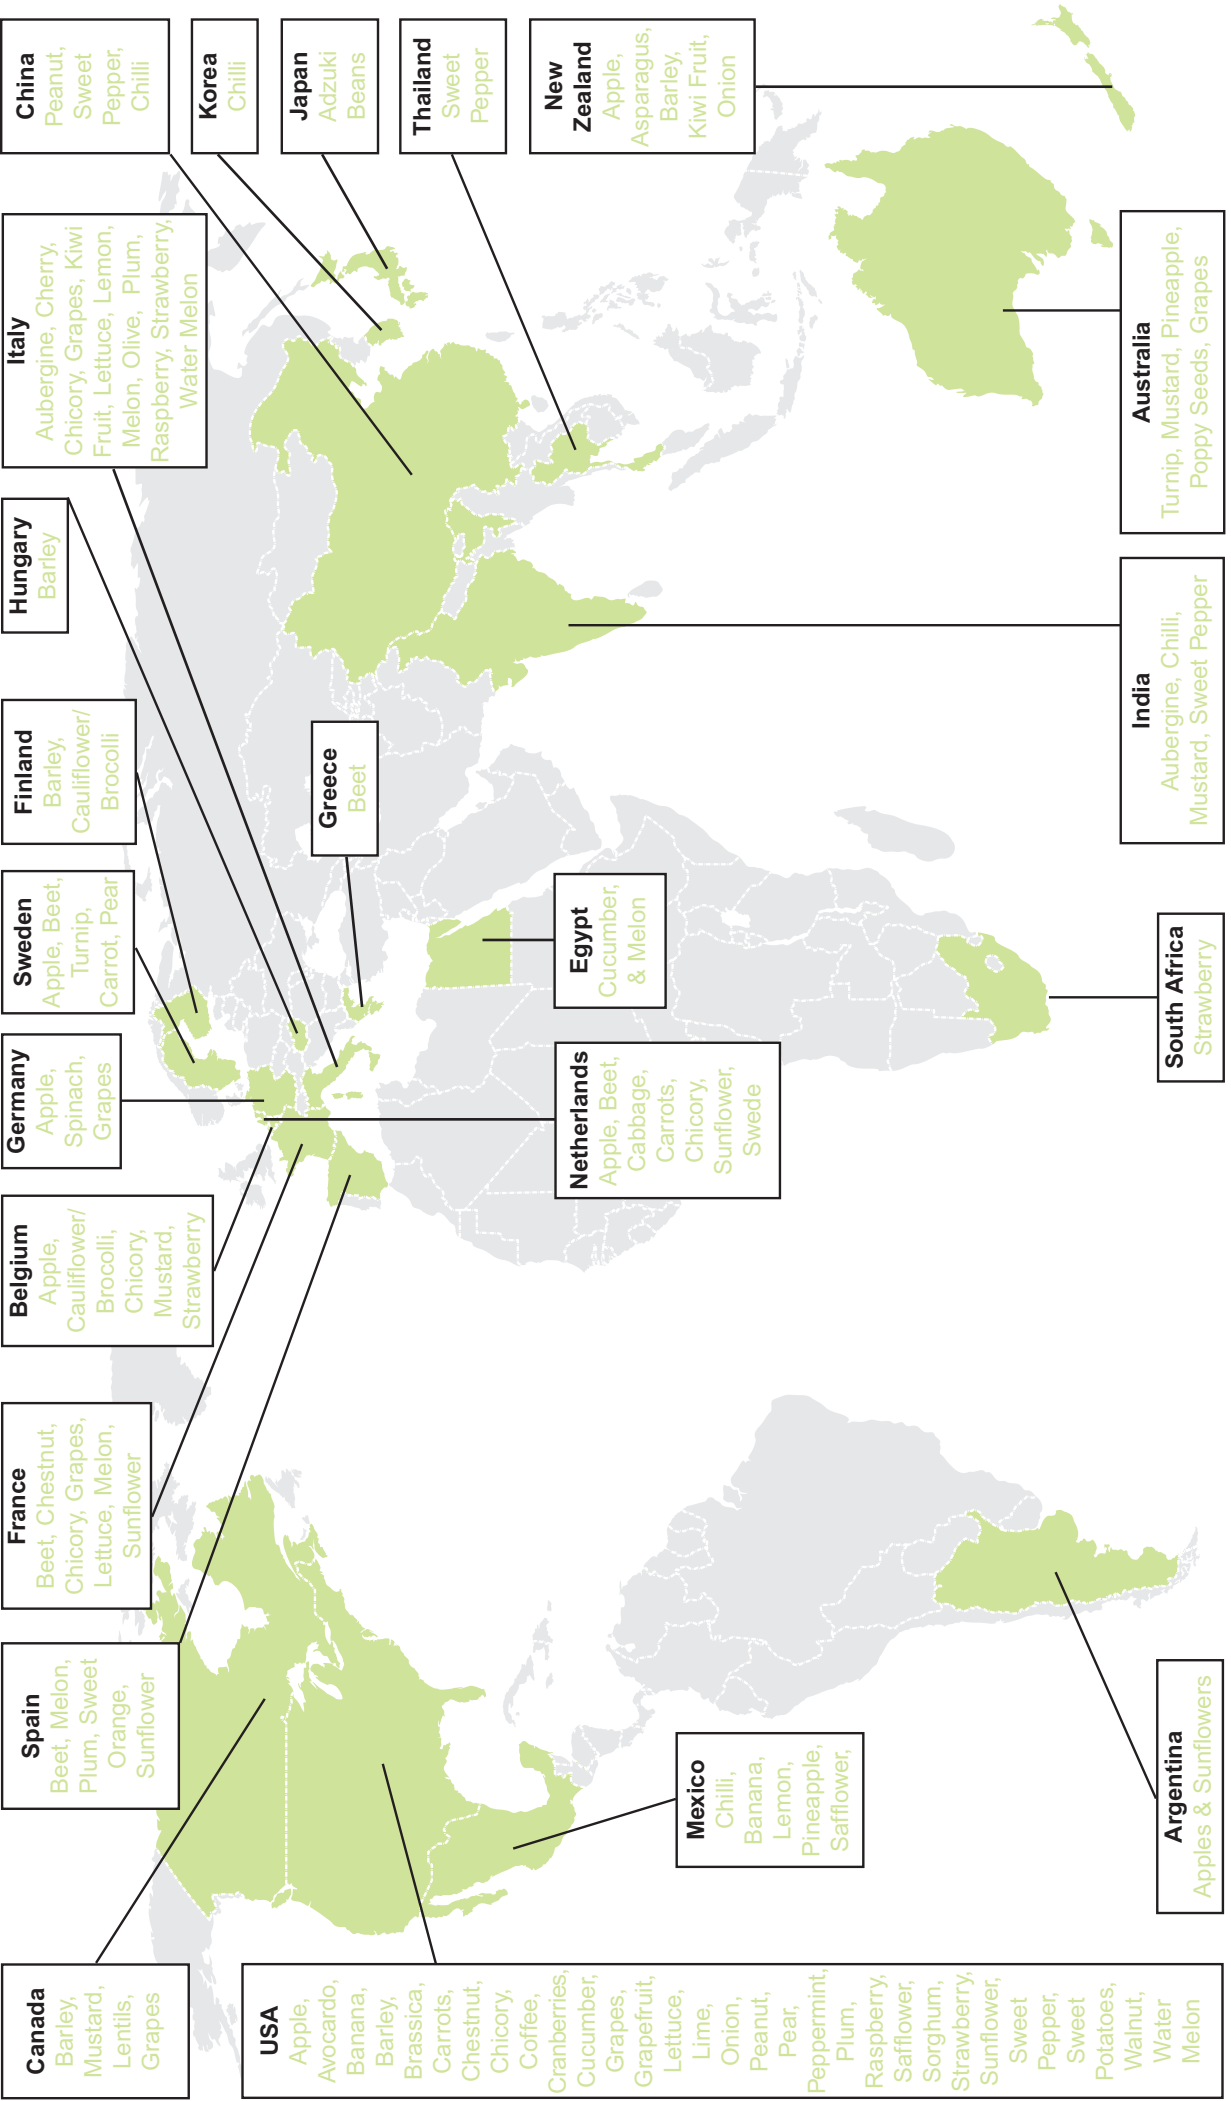 Canada
Barley,
Mustard,
Lentils,
Grapes
Spain
Beet, Melon,
Plum, Sweet
Orange,
Sunflower
France
Beet, Chestnut,
Chicory, Grapes,
Lettuce, Melon,
Sunflower
Belgium
Apple,
Cauliflower/
Brocolli,
Chicory,
Mustard,
Strawberry
Germany
Apple,
Spinach,
Grapes
Sweden
Apple, Beet,
Turnip,
Carrot, Pear
Finland
Barley,
Cauliflower/
Brocolli
Hungary
Barley
Italy
Aubergine, Cherry,
Chicory, Grapes, Kiwi
Fruit, Lettuce, Lemon,
Melon, Olive, Plum,
Raspberry, Strawberry,
Water Melon
China
Peanut,
Sweet
Pepper,
Chilli
Korea
Chilli
Japan
Adzuki
Beans
Thailand
Sweet
Pepper
New
Zealand
Apple,
Asparagus,
Barley,
Kiwi Fruit,
Onion
Greece
Beet
USA
Apple,
Avocardo,
Banana,
Barley,
Brassica,
Carrots,
Chestnut,
Chicory,
Coffee,
Cranberries,
Cucumber,
Grapes,
Grapefruit,
Lettuce,
Lime,
Onion,
Peanut,
Pear,
Peppermint,
Plum,
Raspberry,
Safflower,
Sorghum,
Strawberry,
Sunflower,
Sweet
Pepper,
Sweet
Potatoes,
Walnut,
Water
Melon
Mexico
Chilli,
Banana,
Lemon,
Pineapple,
Safflower,
Netherlands
Apple, Beet,
Cabbage,
Carrots,
Chicory,
Sunflower,
Swede
Egypt
Cucumber,
& Melon
Argentina
Apples & Sunflowers
South Africa
Strawberry
India
Aubergine, Chilli,
Mustard, Sweet Pepper
Australia
Turnip, Mustard, Pineapple,
Poppy Seeds, Grapes